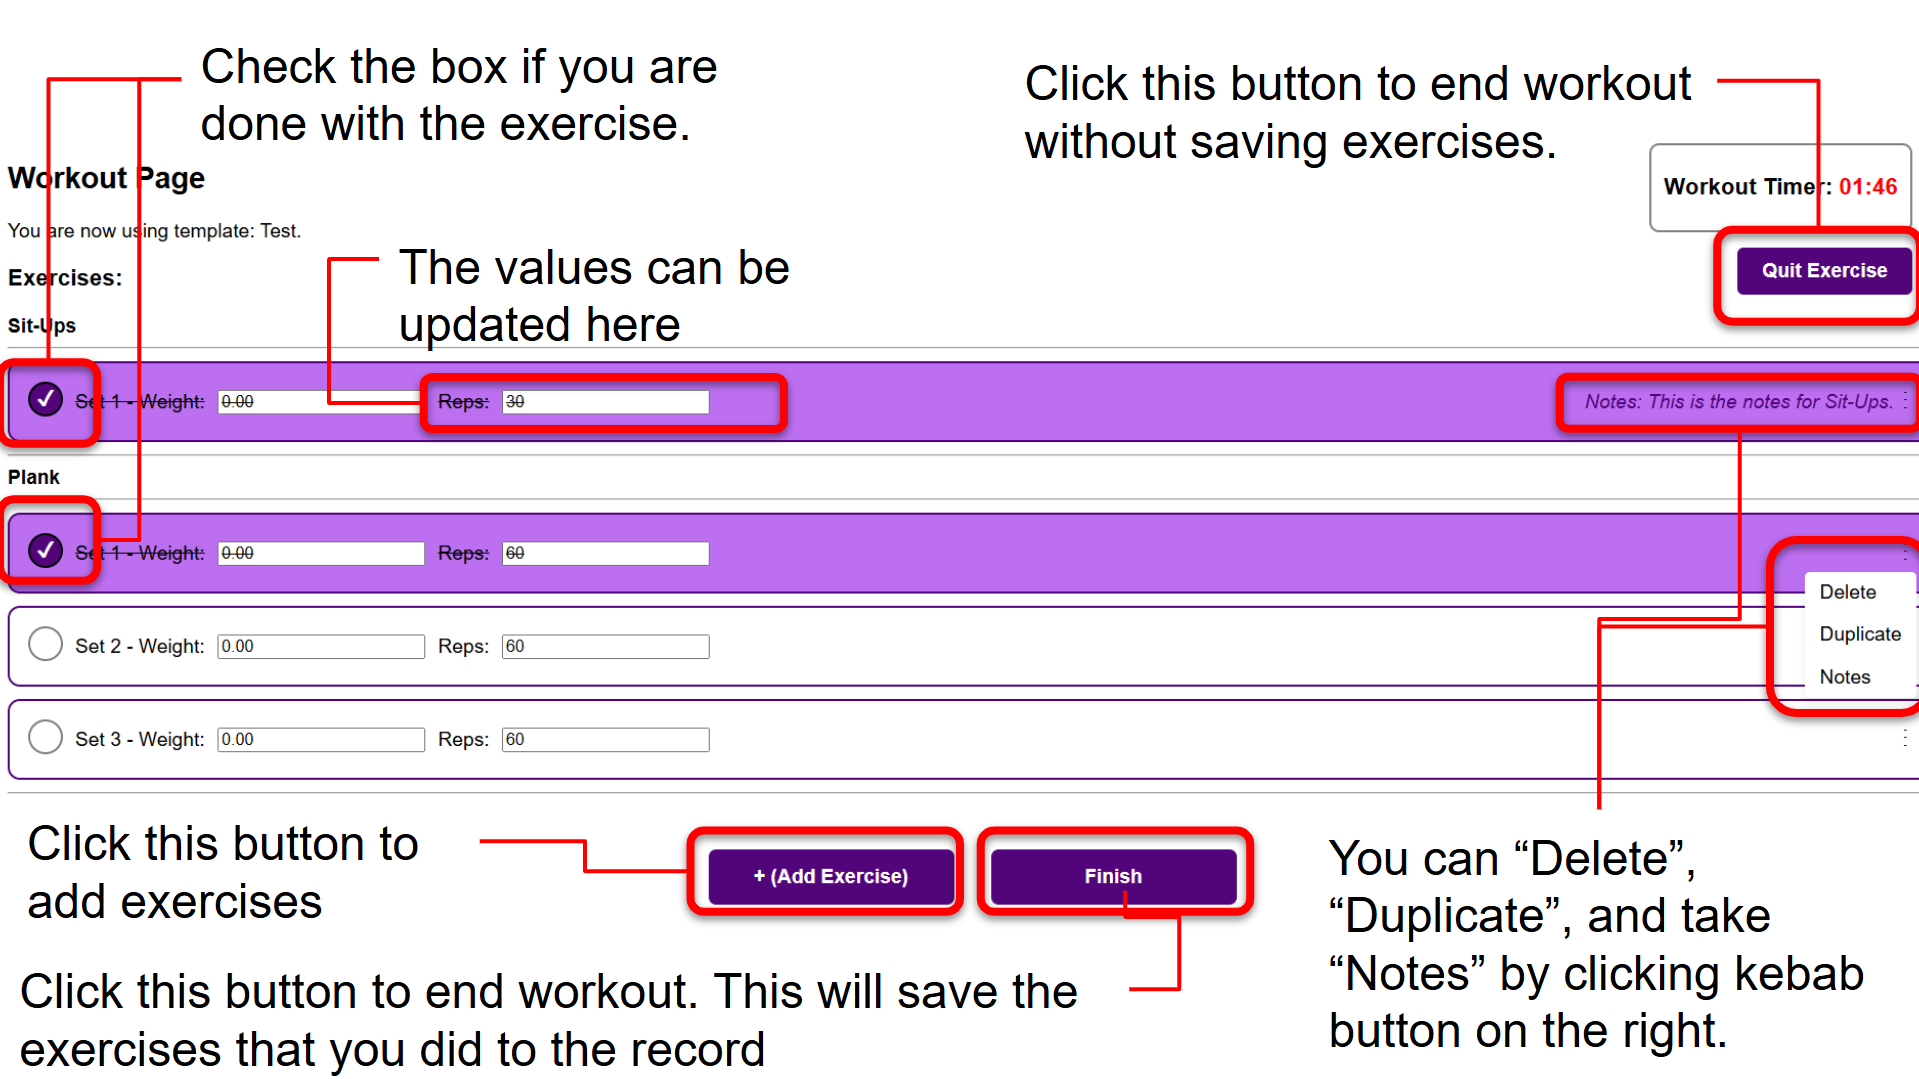 Check the box if you are
done with the exercise.
Click this button to end workout
without saving exercises.
Workout Page
Workout Timer: 01:46
You are now using template: Test.
Quit Exercise
The values can be
updated here
Exercises:
Sit-Ups
Set 1 - Weight: 0.00 Reps: 30 Notes: This is the notes for Sit-Ups.
Plank
Set 1 - Weight: 0.00 Reps: 60
Delete
Duplicate
Notes
Set 2 - Weight: 0.00 Reps: 60
Set 3 - Weight: 0.00 Reps: 60
Click this button to
add exercises
+ (Add Exercise)
Finish
You can “Delete”,
“Duplicate”, and take
“Notes” by clicking kebab
button on the right.
Click this button to end workout. This will save the
exercises that you did to the record